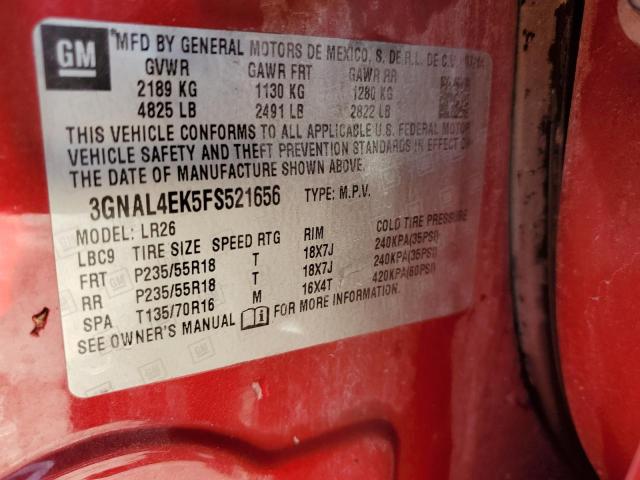 GM
MFD BY GENERAL MOTORS DE MEXICO, S. DE R.L. DE C.V.
GVWR GAWR FRT GAWR RR
2189 KG 1130 KG 1280 KG
4825 LB 2491 LB 2822 LB
THIS VEHICLE CONFORMS TO ALL APPLICABLE U.S. FEDERAL MOTOR
VEHICLE SAFETY AND THEFT PREVENTION STANDARDS IN EFFECT ON
THE DATE OF MANUFACTURE SHOWN ABOVE.
3GNAL4EK5FS521656 TYPE: M.P.V.
MODEL: LR26
LBC9 TIRE SIZE SPEED RTG RIM COLD TIRE PRESSURE
FRT P235/55R18 T 18X7J 240KPA(35PSI)
RR P235/55R18 T 18X7J 240KPA(35PSI)
SPA T135/70R16 M 16X4T 420KPA(60PSI)
SEE OWNER'S MANUAL FOR MORE INFORMATION.